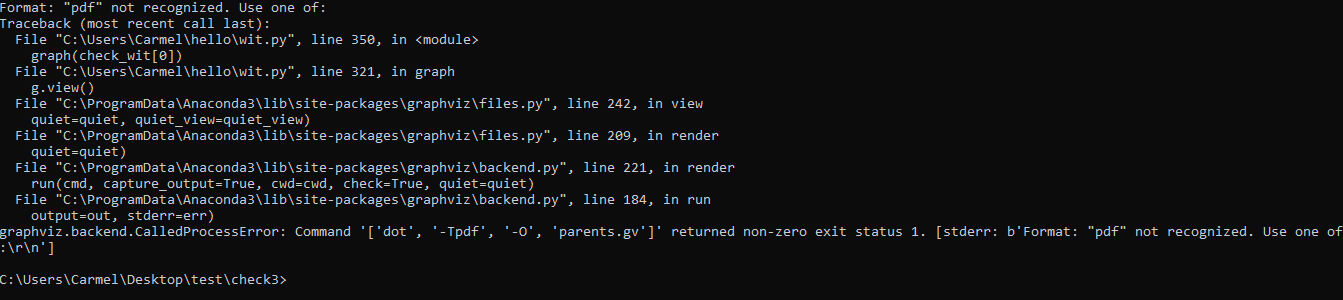 Format: "pdf" not recognized. Use one of:
Traceback (most recent call last):
  File "C:\Users\Carmel\hello\wit.py", line 350, in <module>
    graph(check_wit[0])
  File "C:\Users\Carmel\hello\wit.py", line 321, in graph
    g.view()
  File "C:\ProgramData\Anaconda3\lib\site-packages\graphviz\files.py", line 242, in view
    quiet=quiet, quiet_view=quiet_view)
  File "C:\ProgramData\Anaconda3\lib\site-packages\graphviz\files.py", line 209, in render
    quiet=quiet)
  File "C:\ProgramData\Anaconda3\lib\site-packages\graphviz\backend.py", line 221, in render
    run(cmd, capture_output=True, cwd=cwd, check=True, quiet=quiet)
  File "C:\ProgramData\Anaconda3\lib\site-packages\graphviz\backend.py", line 184, in run
    output=out, stderr=err)
graphviz.backend.CalledProcessError: Command '['dot', '-Tpdf', '-O', 'parents.gv']' returned non-zero exit status 1. [stderr: b'Format: "pdf" not recognized. Use one of
:\r\n']
C:\Users\Carmel\Desktop\test\check3>